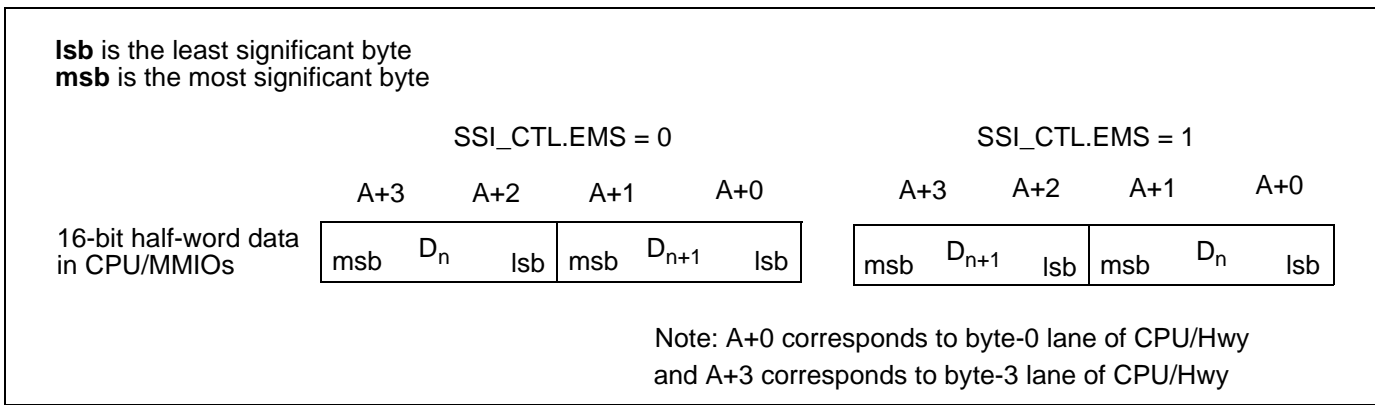 lsb is the least significant byte
msb is the most significant byte
SSI_CTL.EMS = 0 SSI_CTL.EMS = 1
A+3 A+2 A+1 A+0 A+3 A+2 A+1 A+0
16-bit half-word data
in CPU/MMIOs
msb Dn lsb msb Dn+1 lsb msb Dn+1 lsb msb Dn lsb
Note: A+0 corresponds to byte-0 lane of CPU/Hwy
and A+3 corresponds to byte-3 lane of CPU/Hwy